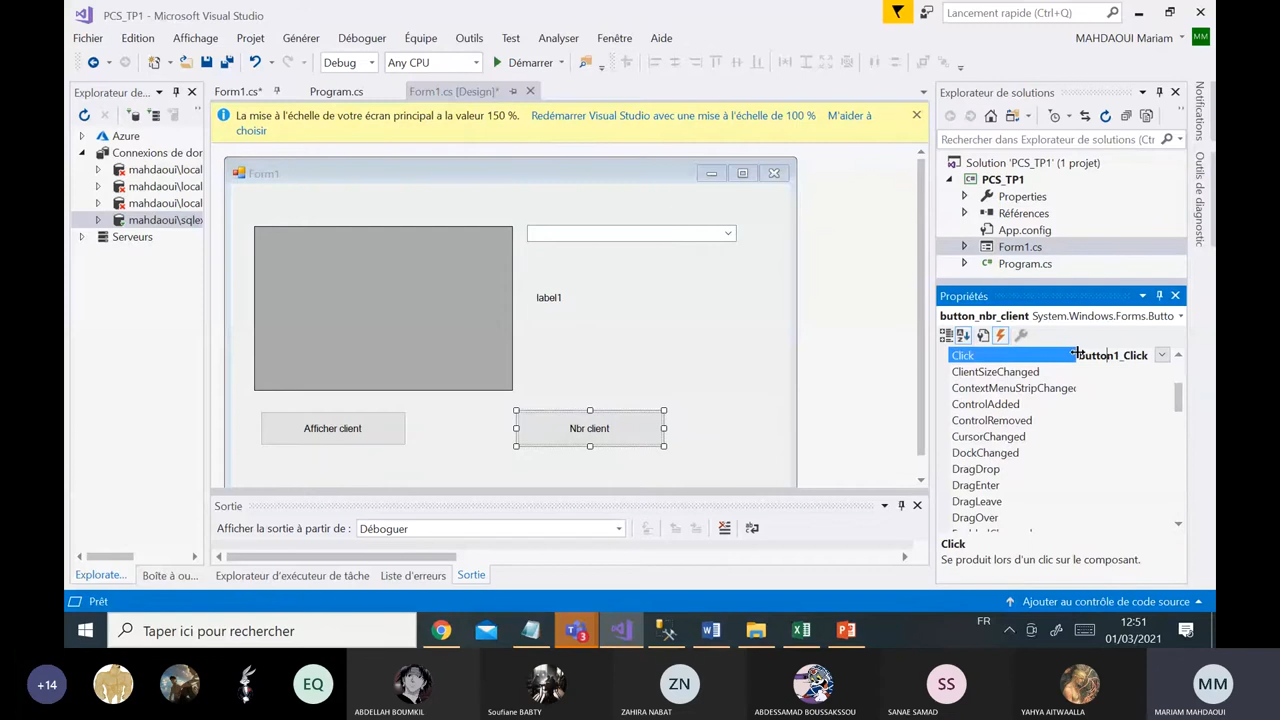 PCS_TP1 - Microsoft Visual Studio
Lancement rapide (Ctrl+Q)
Fichier Edition Affichage Projet Générer Déboguer Équipe Outils Test Analyser Fenêtre Aide
MAHDAOUI Mariam
MM
Debug
Any CPU
Démarrer
Explorateur de...
Form1.cs*
Program.cs
Form1.cs [Design]*
Explorateur de solutions
La mise à l'échelle de votre écran principal a la valeur 150 %. Redémarrer Visual Studio avec une mise à l'échelle de 100 % M'aider à
choisir
Rechercher dans Explorateur de solutions (Ctr
Azure
Connexions de dor
mahdaoui\local
mahdaoui\local
mahdaoui\local
mahdaoui\sqlex
Serveurs
Form1
label1
Afficher client
Nbr client
Solution 'PCS_TP1' (1 projet)
PCS_TP1
Properties
Références
App.config
Form1.cs
Program.cs
Notifications
Outils de diagnostic
Propriétés
button_nbr_client System.Windows.Forms.Butto
Click
button1_Click
ClientSizeChanged
ContextMenuStripChanged
ControlAdded
ControlRemoved
CursorChanged
DockChanged
DragDrop
DragEnter
DragLeave
DragOver
Click
Se produit lors d'un clic sur le composant.
Sortie
Afficher la sortie à partir de :
Déboguer
Explorate...
Boîte à ou...
Explorateur d'exécution de tâche
Liste d'erreurs
Sortie
Prêt
Ajouter au contrôle de code source
Taper ici pour rechercher
FR
12:51
01/03/2021
+14
EQ
ABDELLAH BOUMKIL
Soufiane BABTY
ZN
ZAHIRA NABAT
ABDESSAMAD BOUSSAKSSOU
SS
SANAE SAMAD
YAHYA AITWAALLA
MM
MARIAM MAHDAOUI